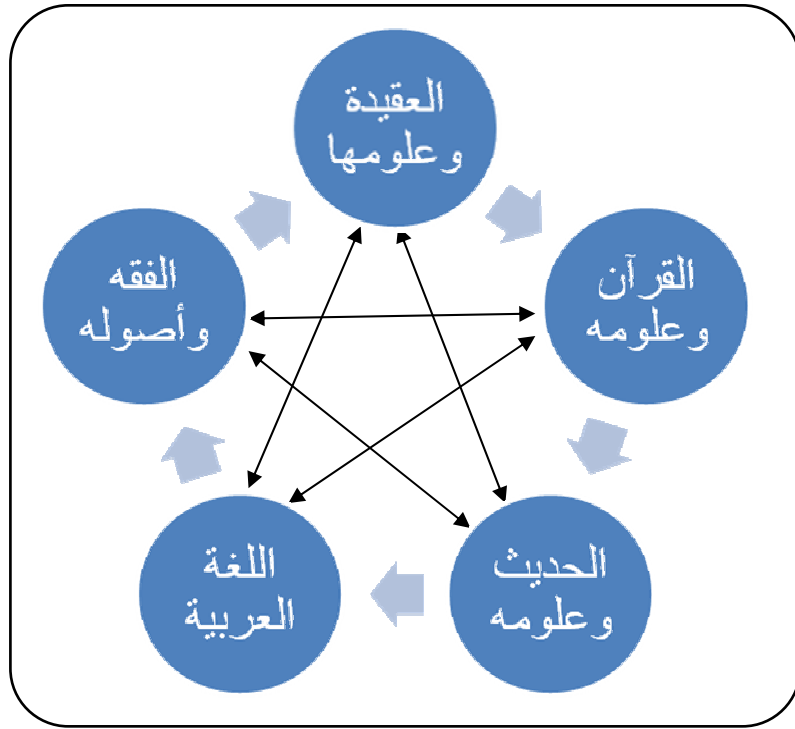 العقيدة
وعلومها
القرآن
وعلومه
الحديث
وعلومه
اللغة
العربية
الفقه
وأصوله